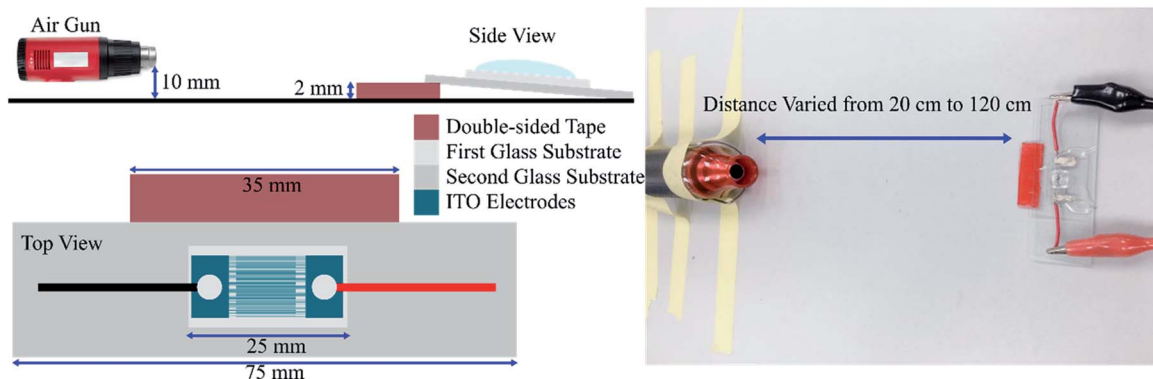 Air Gun
Side View
10 mm
2 mm
Distance Varied from 20 cm to 120 cm
Double-sided Tape
First Glass Substrate
35 mm
Second Glass Substrate
ITO Electrodes
Top View
25 mm
75 mm